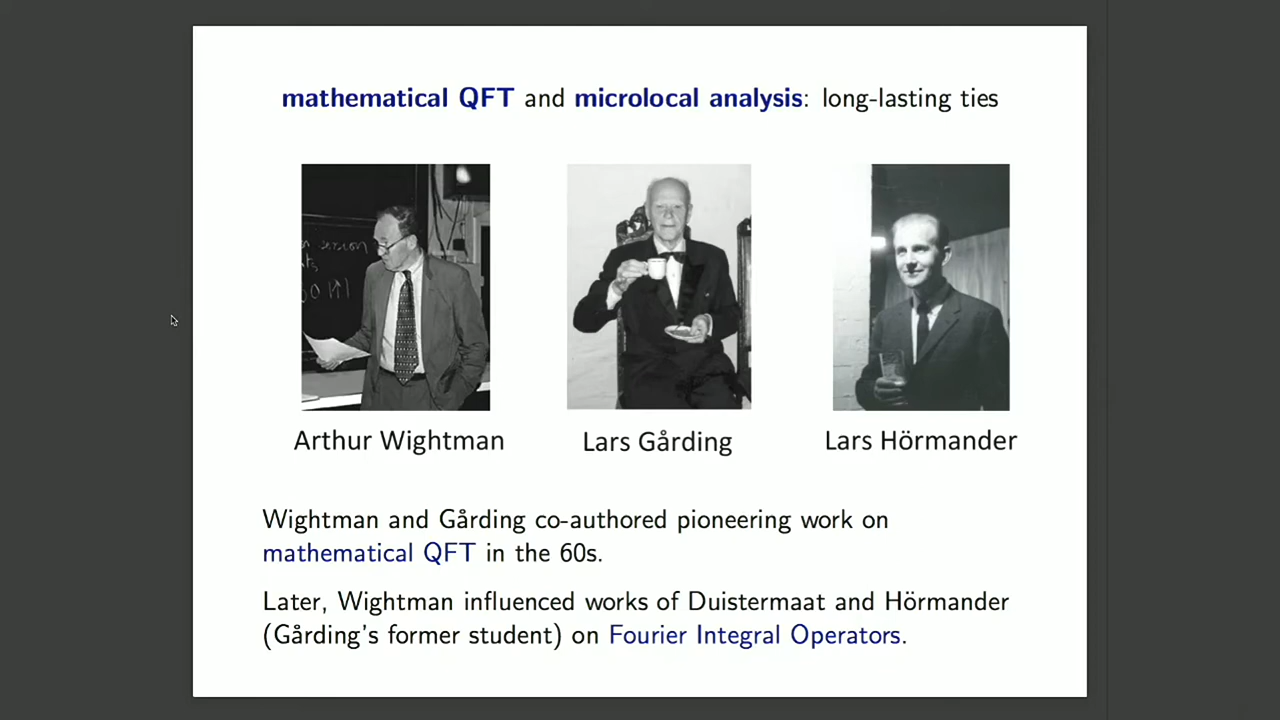 mathematical QFT and microlocal analysis: long-lasting ties
Arthur Wightman
Lars Gårding
Lars Hörmander
Wightman and Gårding co-authored pioneering work on
mathematical QFT in the 60s.
Later, Wightman influenced works of Duistermaat and Hörmander
(Gårding's former student) on Fourier Integral Operators.